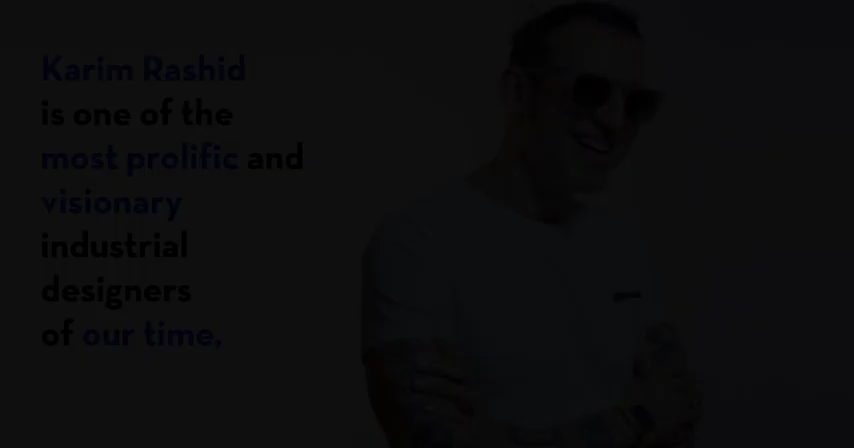 Karim Rashid
is one of the
most prolific and
visionary
industrial
designers
of our time,